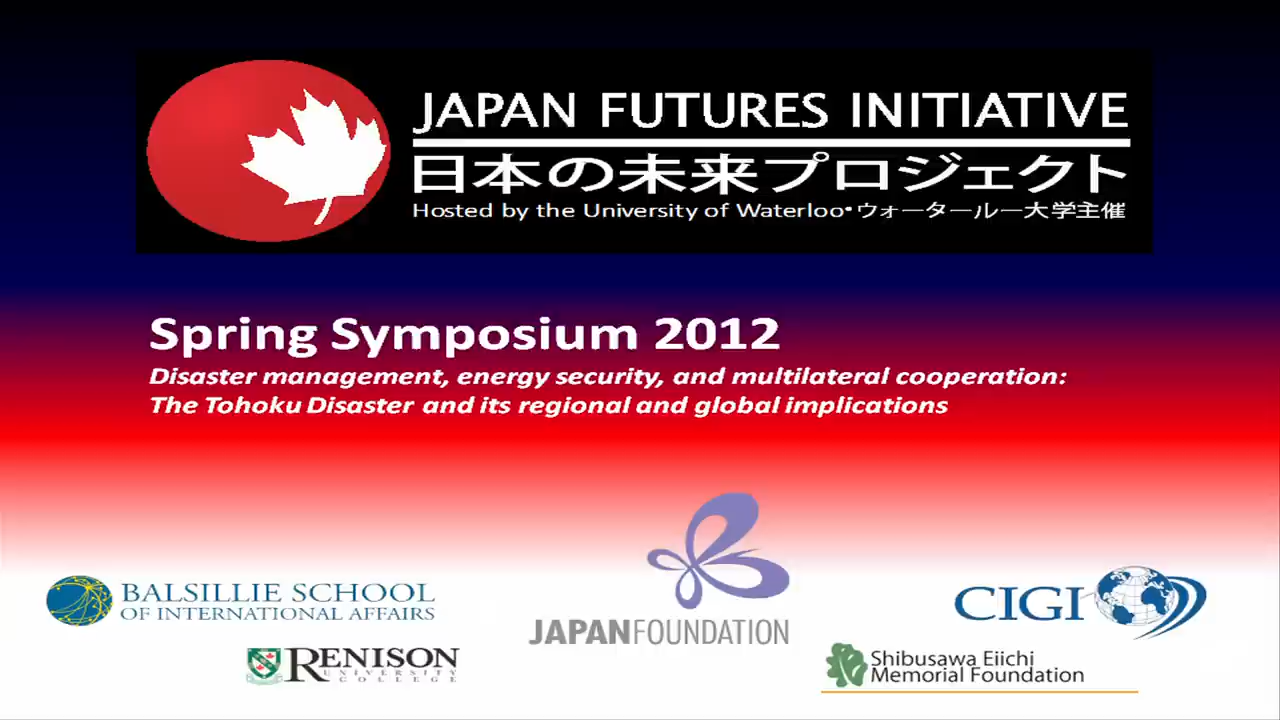 JAPAN FUTURES INITIATIVE
日本の未来プロジェクト
Hosted by the University of Waterloo•ウォータールー大学主催
Spring Symposium 2012
Disaster management, energy security, and multilateral cooperation:
The Tohoku Disaster and its regional and global implications
BALSILLIE SCHOOL
OF INTERNATIONAL AFFAIRS
JAPANFOUNDATION
CIGI
RENISON
UNIVERSITY
COLLEGE
Shibusawa Eiichi
Memorial Foundation